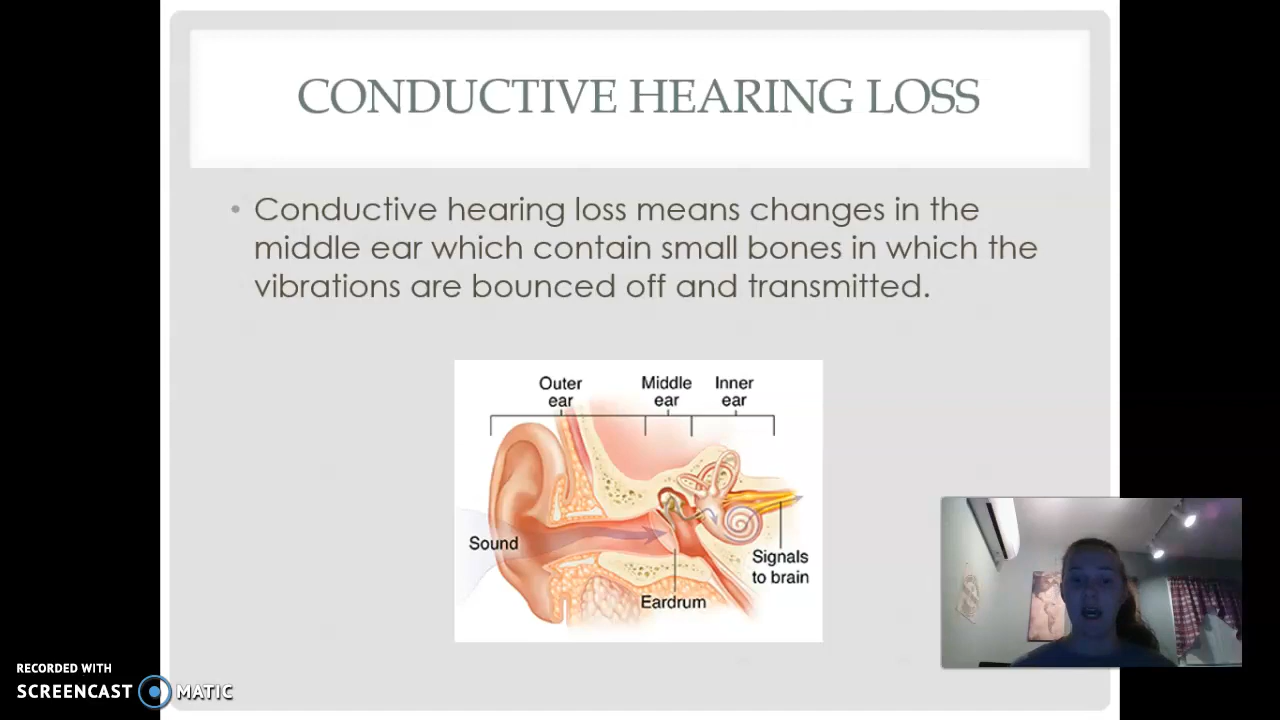 CONDUCTIVE HEARING LOSS
• Conductive hearing loss means changes in the
middle ear which contain small bones in which the
vibrations are bounced off and transmitted.
Outer
ear
Middle
ear
Inner
ear
Sound
Signals
to brain
Eardrum
RECORDED WITH
SCREENCAST MATIC